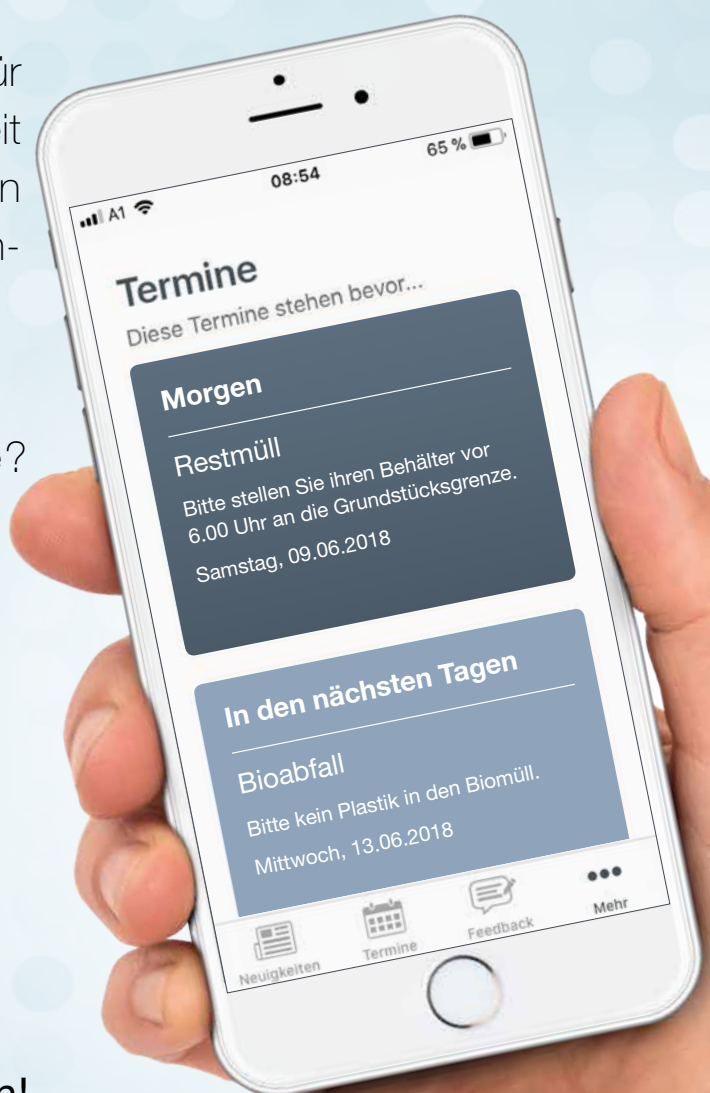 ür
eit
n
n-
?
08:54
65 %
A1
Termine
Diese Termine stehen bevor...
Morgen
Restmüll
Bitte stellen Sie ihren Behälter vor
6.00 Uhr an die Grundstücksgrenze.
Samstag, 09.06.2018
In den nächsten Tagen
Bioabfall
Bitte kein Plastik in den Biomüll.
Mittwoch, 13.06.2018
Neuigkeiten
Termine
Feedback
Mehr
n!